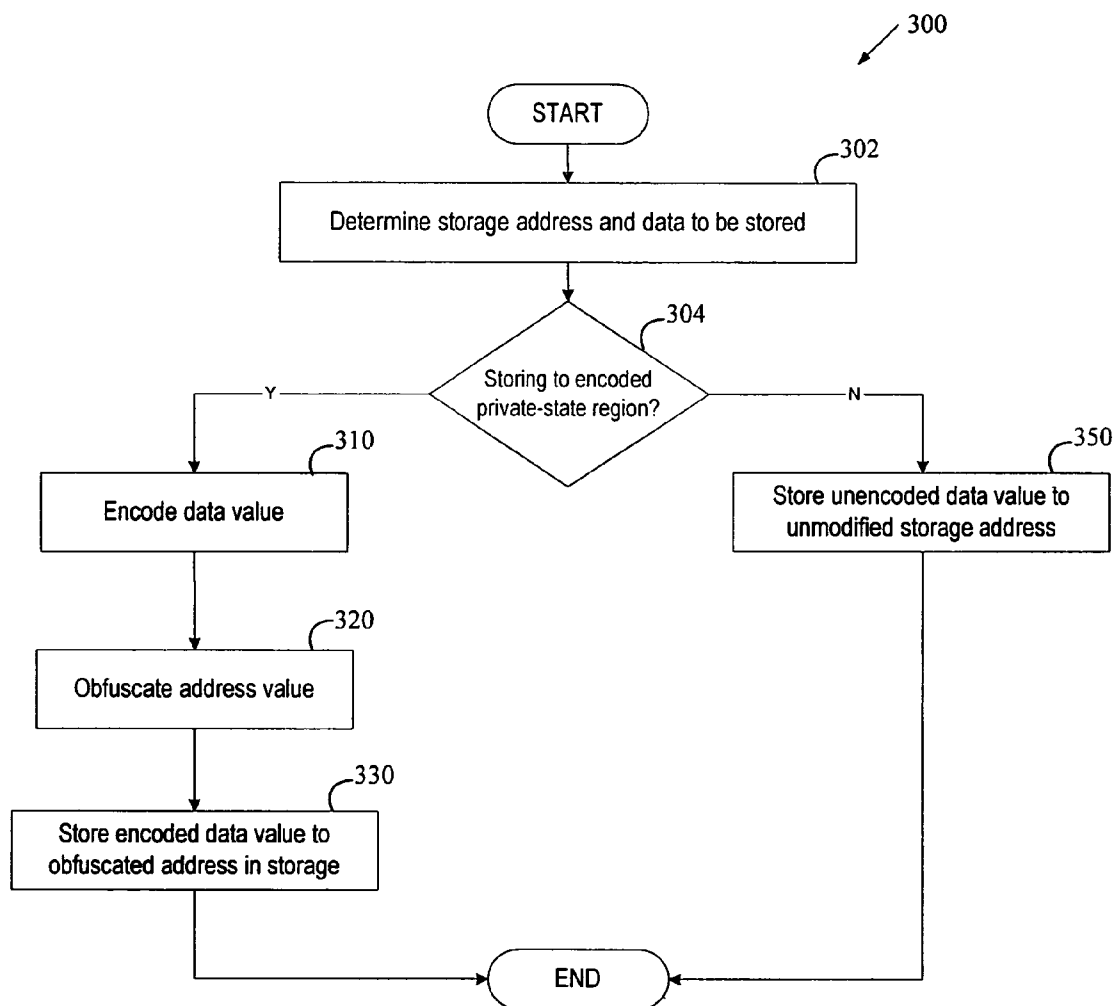 300
START
302
Determine storage address and data to be stored
304
Storing to encoded
private-state region?
Y
N
310
Encode data value
350
Store unencoded data value to
unmodified storage address
320
Obfuscate address value
330
Store encoded data value to
obfuscated address in storage
END